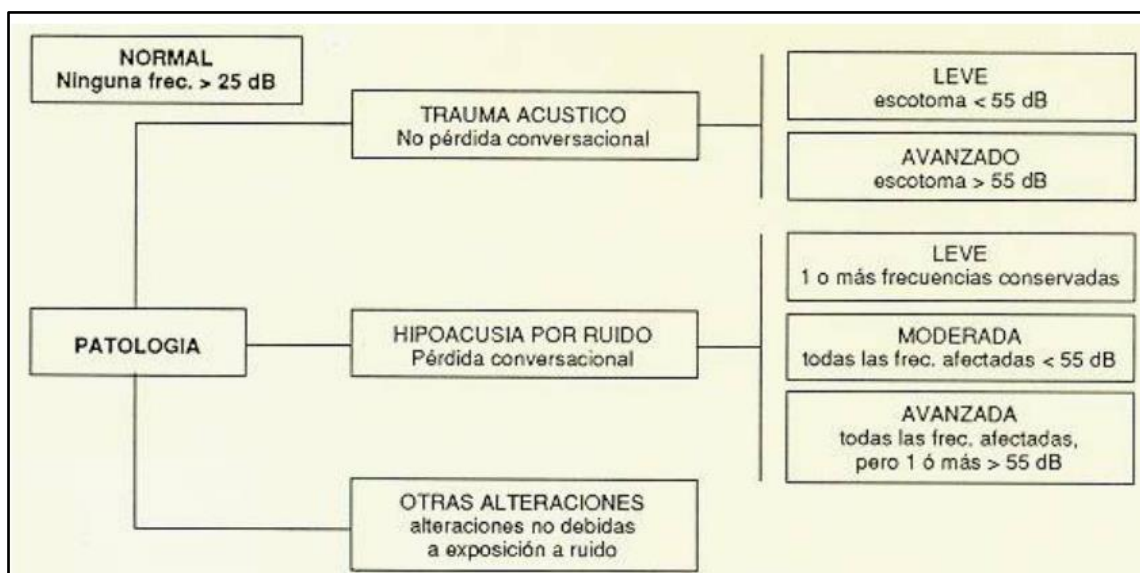 NORMAL
Ninguna frec. > 25 dB
TRAUMA ACUSTICO
No pérdida conversacional
LEVE
escotoma < 55 dB
AVANZADO
escotoma > 55 dB
PATOLOGIA
HIPOACUSIA POR RUIDO
Pérdida conversacional
LEVE
1 o más frecuencias conservadas
MODERADA
todas las frec. afectadas < 55 dB
AVANZADA
todas las frec. afectadas,
pero 1 ó más > 55 dB
OTRAS ALTERACIONES
alteraciones no debidas
a exposición a ruido